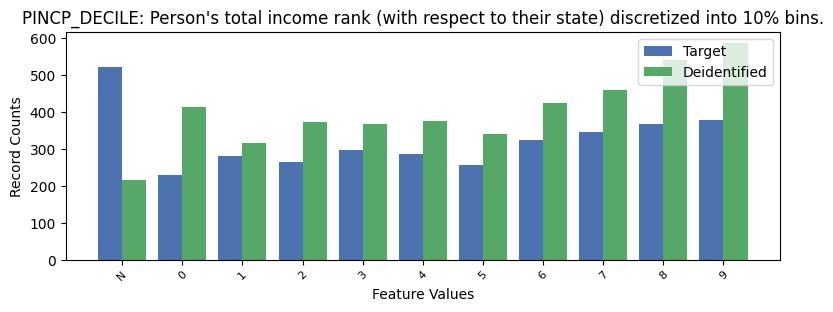 PINCP_DECILE: Person's total income rank (with respect to their state) discretized into 10% bins.
600
500
400
300
200
100
0
Record Counts
Target
Deidentified
N 0 1 2 3 4 5 6 7 8 9
Feature Values